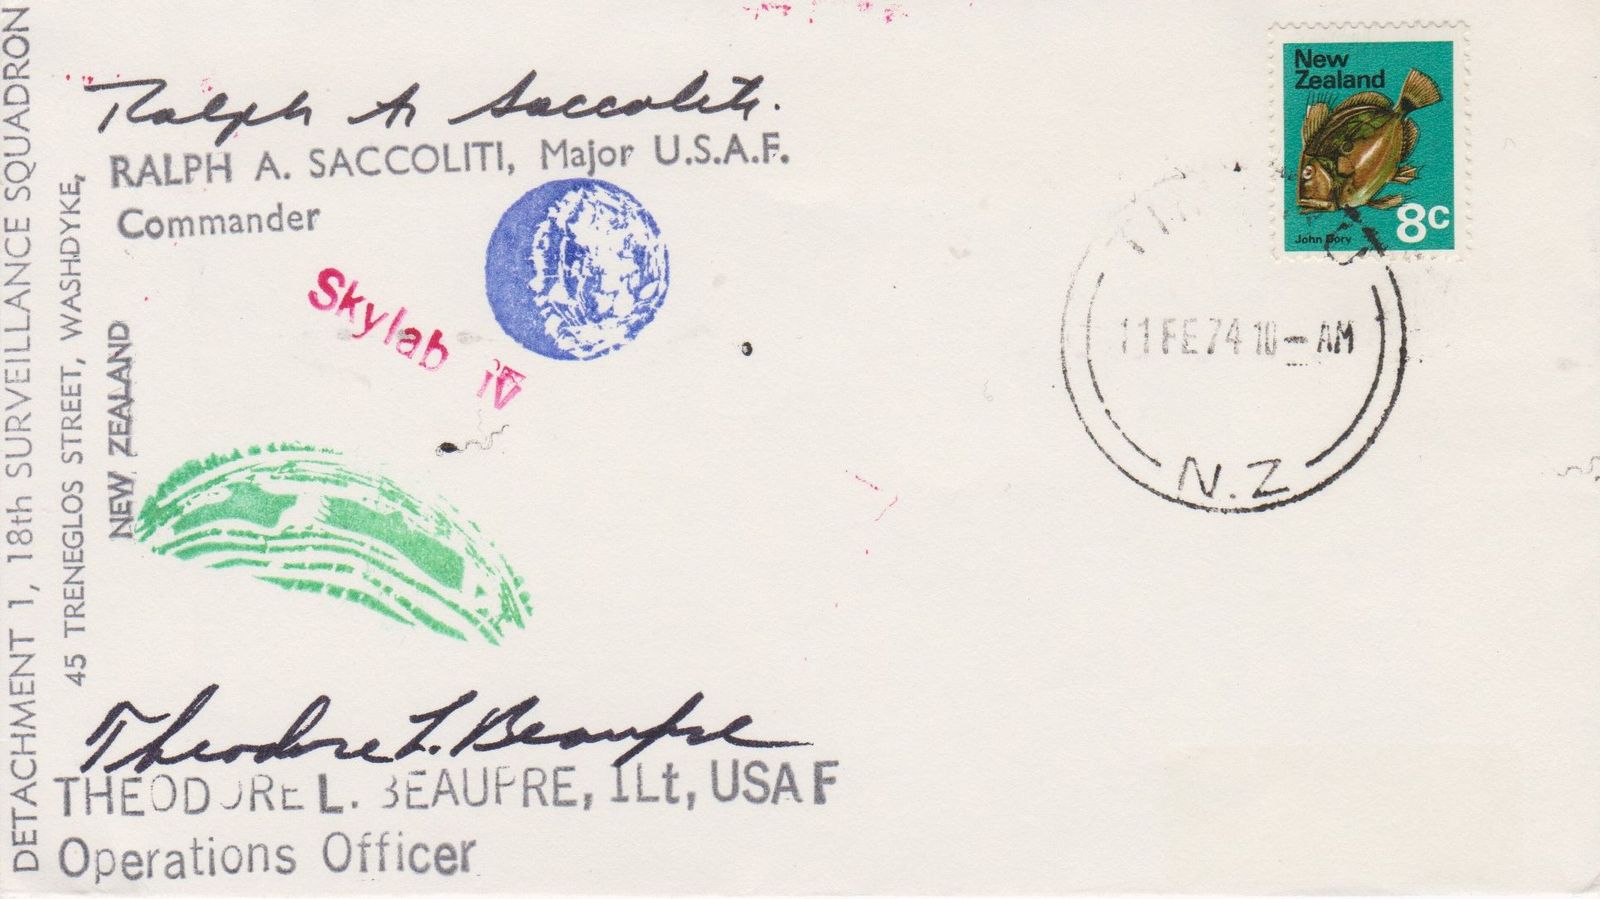 DETACHMENT 1, 18th SURVEILLANCE SQUADRON
45 TRENEGLOS STREET, WASHDYKE,
NEW ZEALAND
Ralph A Saccoliti.
RALPH A. SACCOLITI, Major U.S.A.F.
Commander
Skylab IV
Theodore L. Beaupre
THEODORE L. BEAUPRE, 1Lt, USAF
Operations Officer
New
Zealand
John Dory
8c
11 FE 74 10 - AM
N.Z